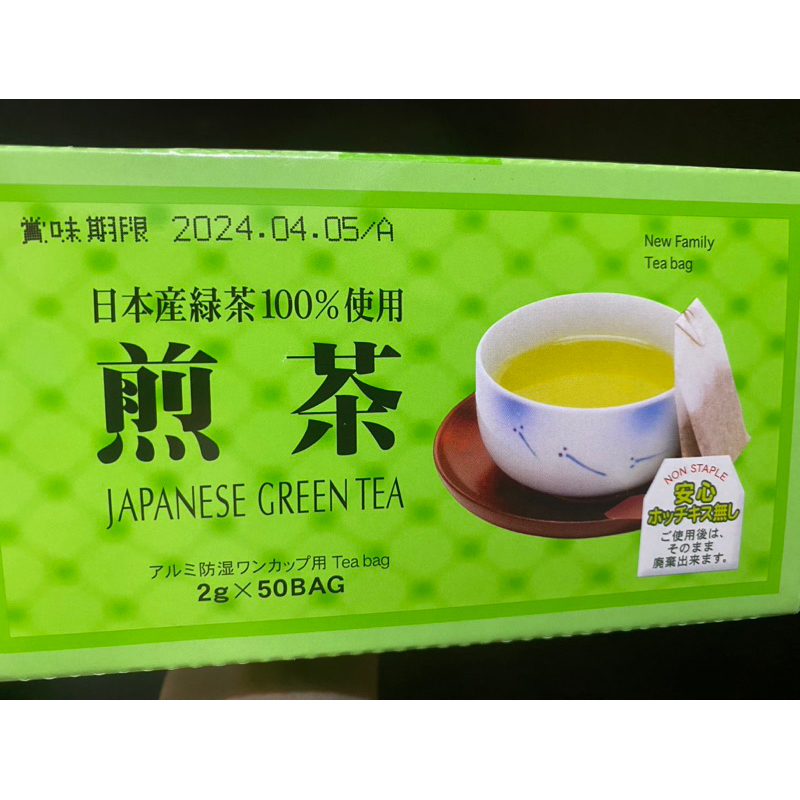 賞味期限 2024.04.05/A
New Family
Tea bag
日本産緑茶100%使用
煎茶
JAPANESE GREEN TEA
アルミ防湿ワンカップ用 Tea bag
2g×50BAG
NON STAPLE
安心
ホッチキス無し
ご使用後は、
そのまま
廃棄出来ます。